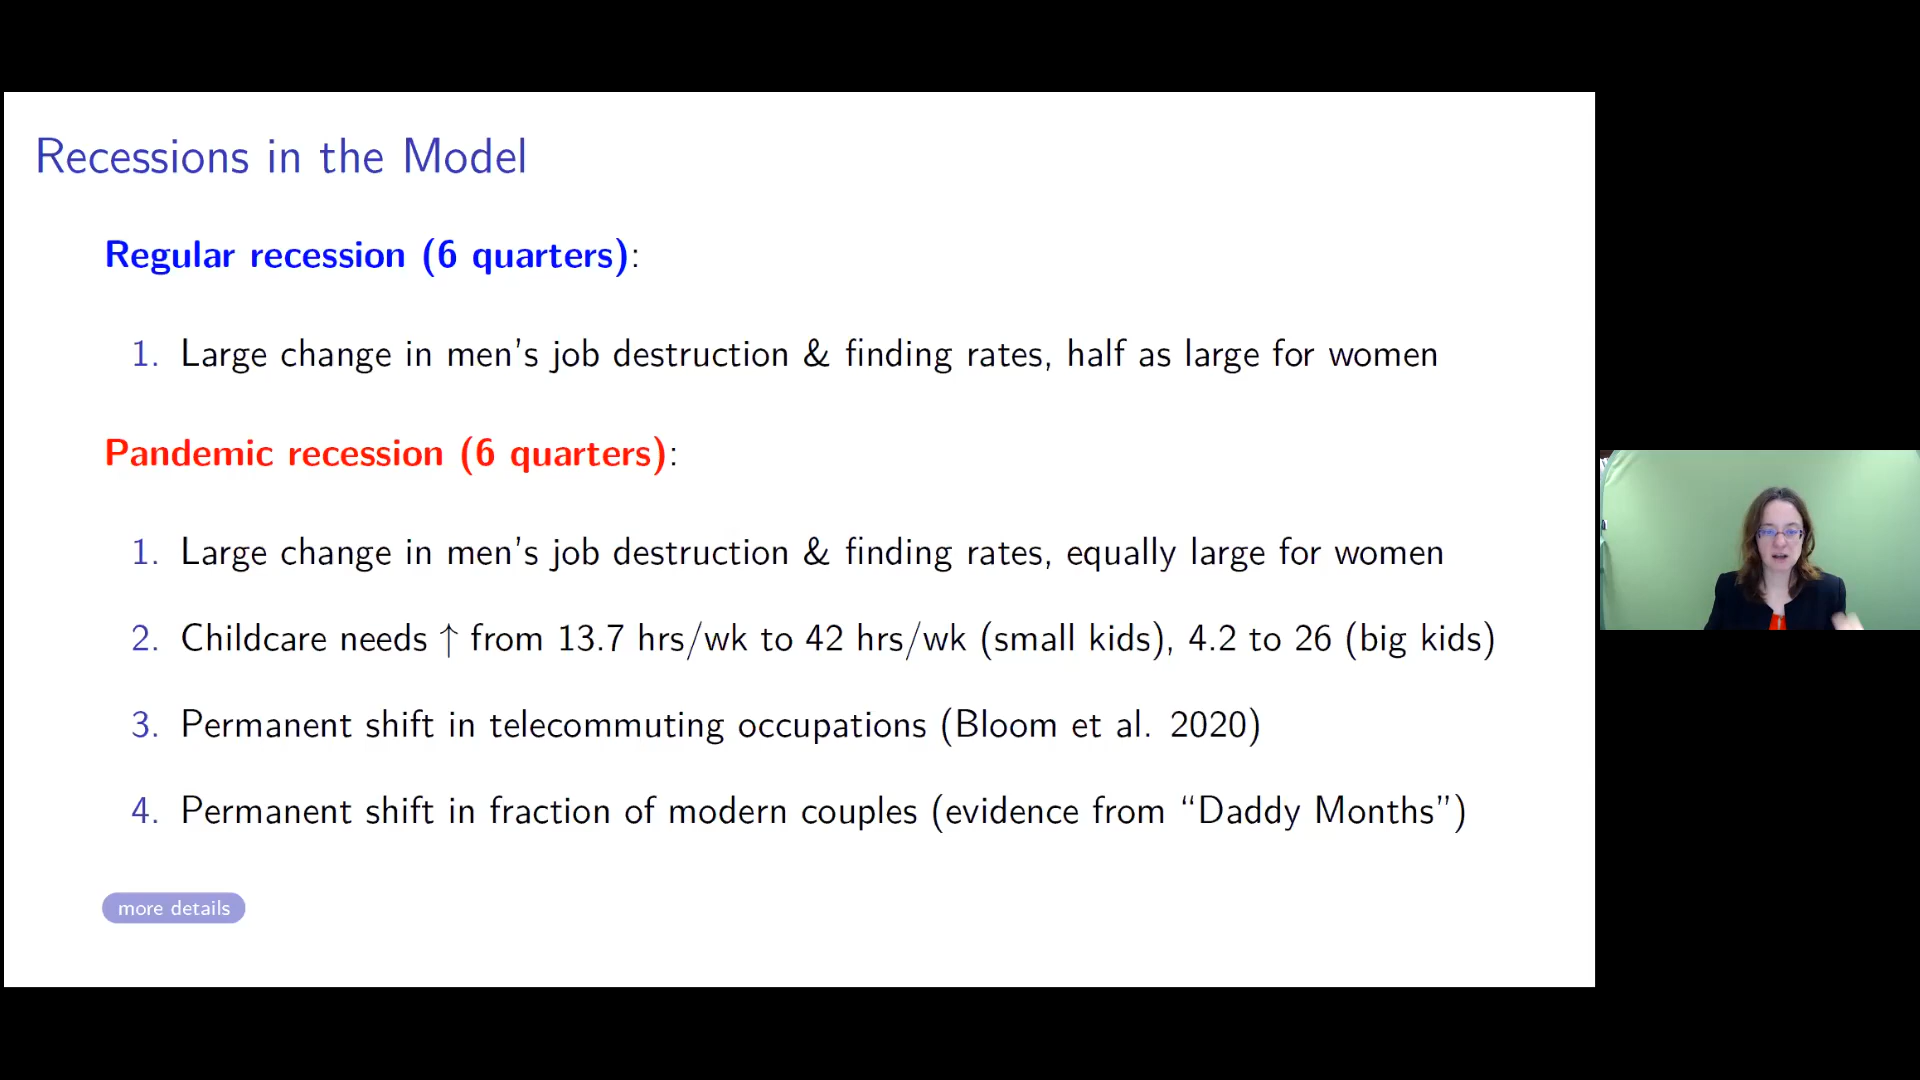 Recessions in the Model
Regular recession (6 quarters):
1. Large change in men's job destruction & finding rates, half as large for women
Pandemic recession (6 quarters):
1. Large change in men's job destruction & finding rates, equally large for women
2. Childcare needs ↑ from 13.7 hrs/wk to 42 hrs/wk (small kids), 4.2 to 26 (big kids)
3. Permanent shift in telecommuting occupations (Bloom et al. 2020)
4. Permanent shift in fraction of modern couples (evidence from “Daddy Months”)
more details